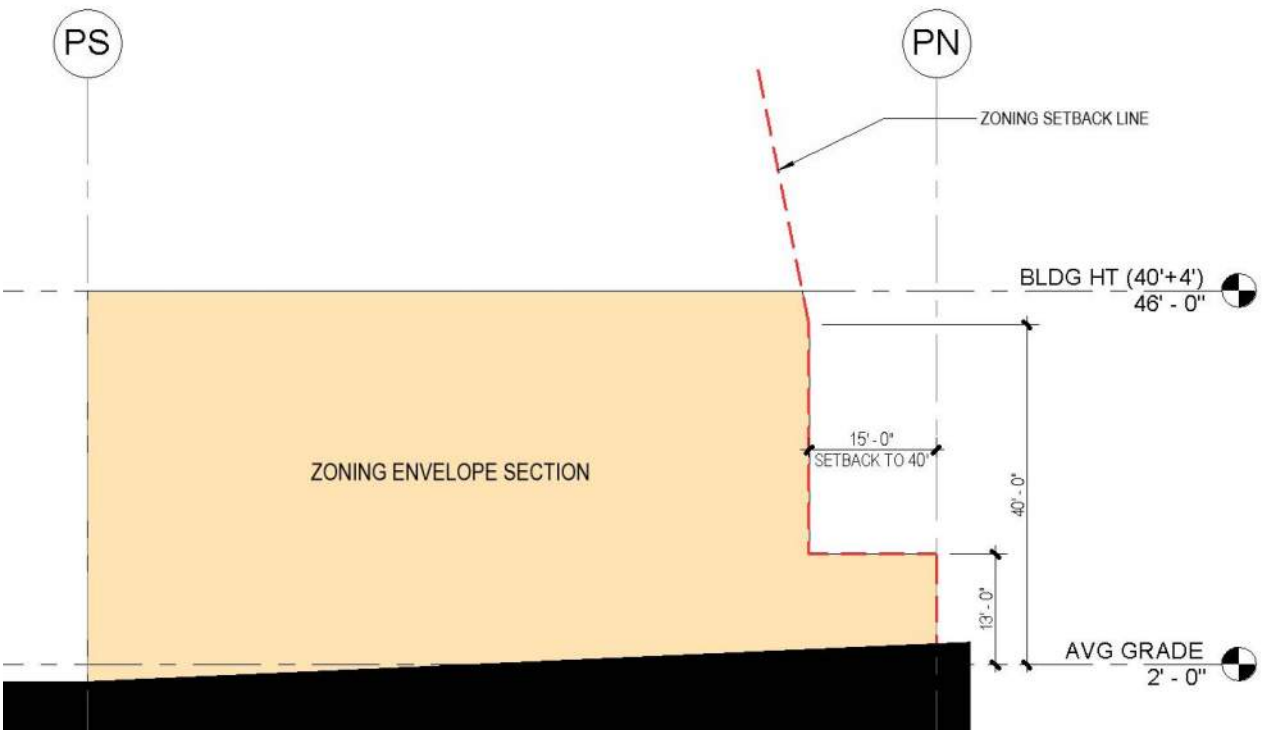 PS
PN
ZONING SETBACK LINE
BLDG HT (40'+4')
46' - 0"
15' - 0"
SETBACK TO 40'
ZONING ENVELOPE SECTION
40' - 0"
13' - 0"
AVG GRADE
2' - 0"